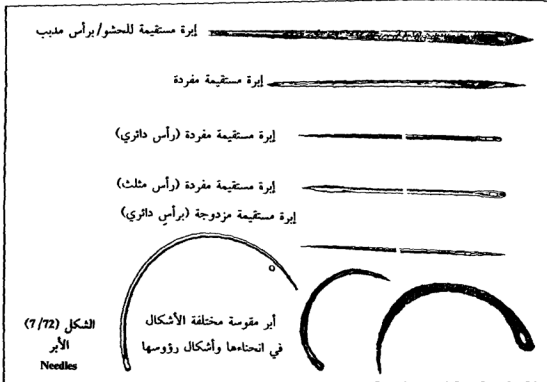 إبرة مستقيمة للحشو/برأس مدبب
إبرة مستقيمة مفردة
إبرة مستقيمة مفردة (رأس دائري)
إبرة مستقيمة مفردة (رأس مثلث)
إبرة مستقيمة مزدوجة (برأسٍ دائري)
أبر مقوسة مختلفة الأشكال
في انحناءها وأشكال رؤوسها
الشكل (7/72)
الأبر
Needles